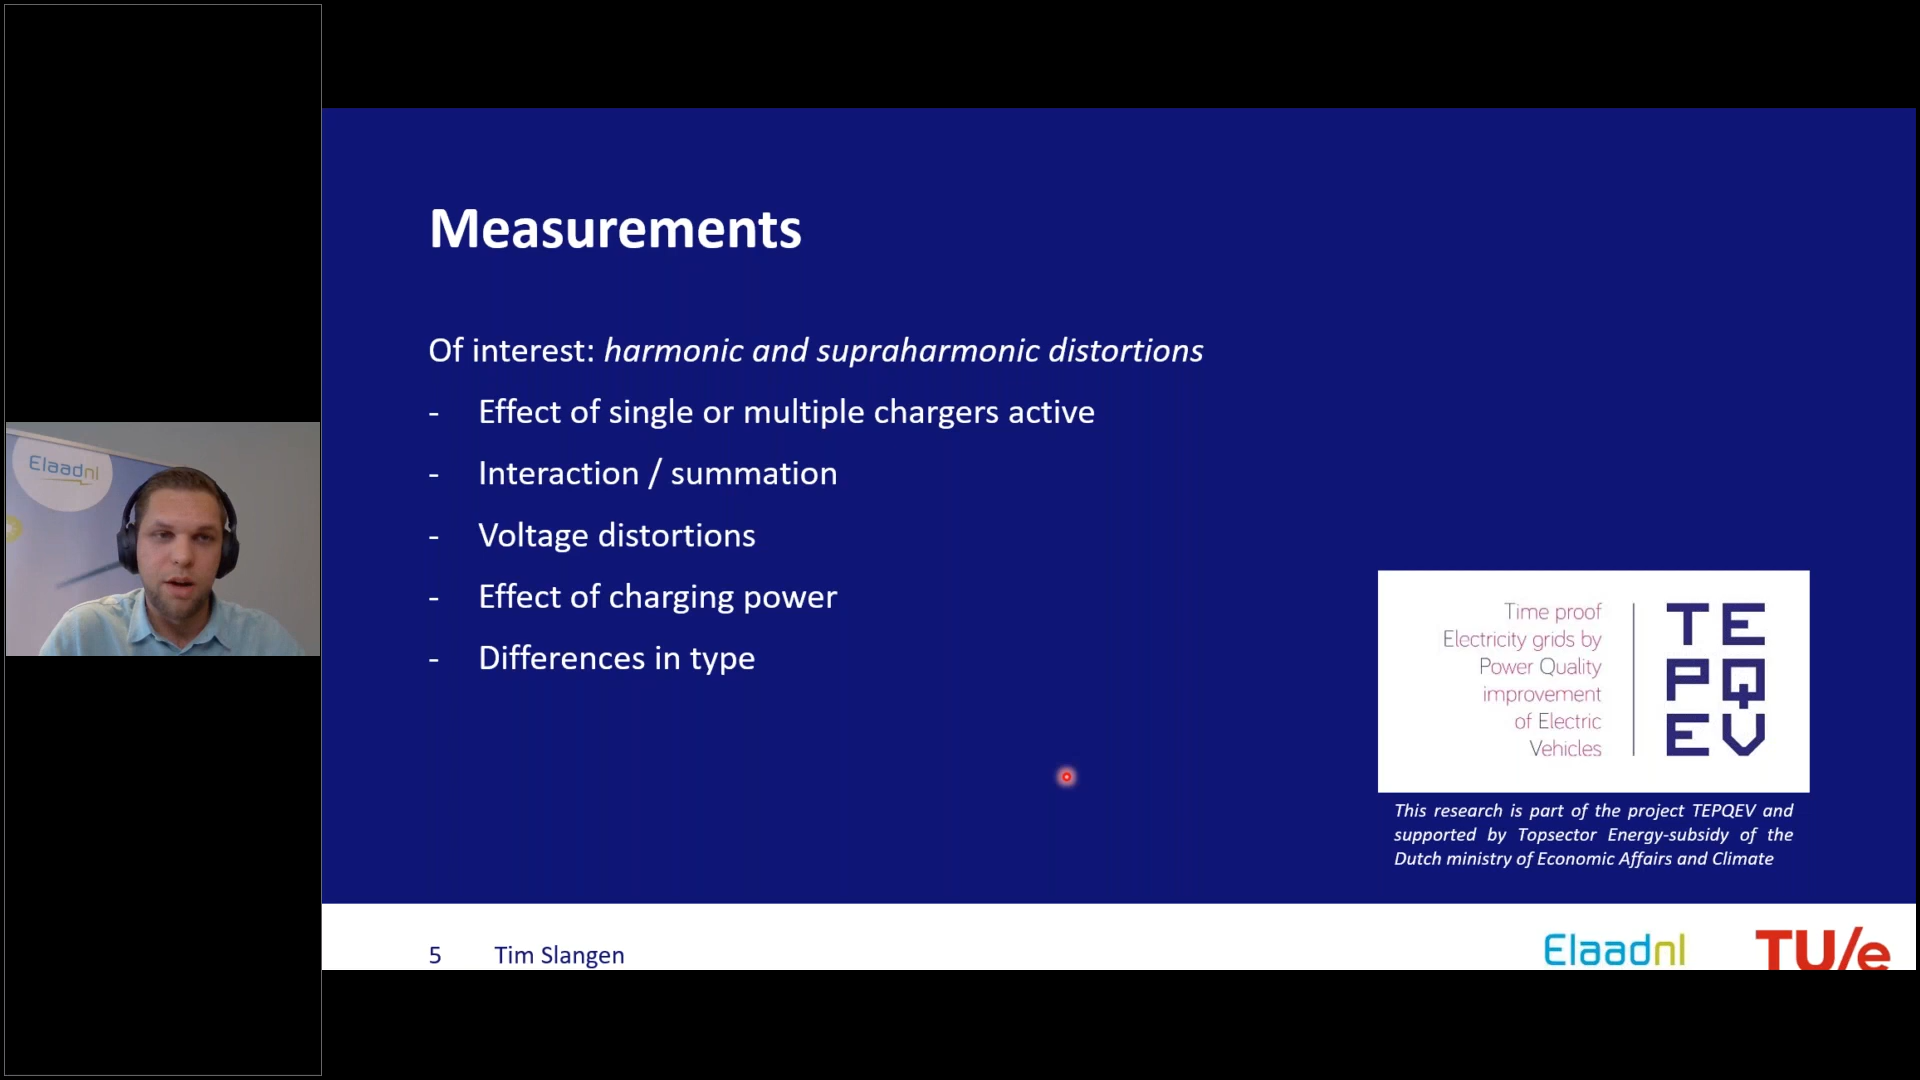 Elaadnl
Measurements
Of interest: harmonic and supraharmonic distortions
- Effect of single or multiple chargers active
- Interaction / summation
- Voltage distortions
- Effect of charging power
- Differences in type
Time proof
Electricity grids by
Power Quality
improvement
of Electric
Vehicles
TE
PQ
EV
This research is part of the project TEPQEV and
supported by Topsector Energy-subsidy of the
Dutch ministry of Economic Affairs and Climate
5 Tim Slangen
Elaadnl
TU/e